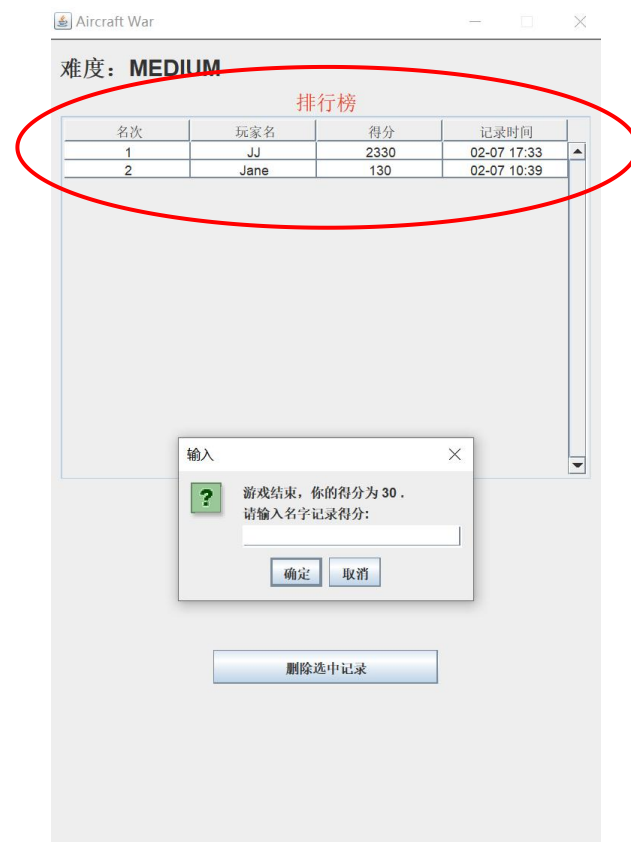 Aircraft War
难度：MEDIUM
排行榜
名次 玩家名 得分 记录时间
1 JJ 2330 02-07 17:33
2 Jane 130 02-07 10:39
输入
?
游戏结束，你的得分为 30 .
请输入名字记录得分:
确定 取消
删除选中记录